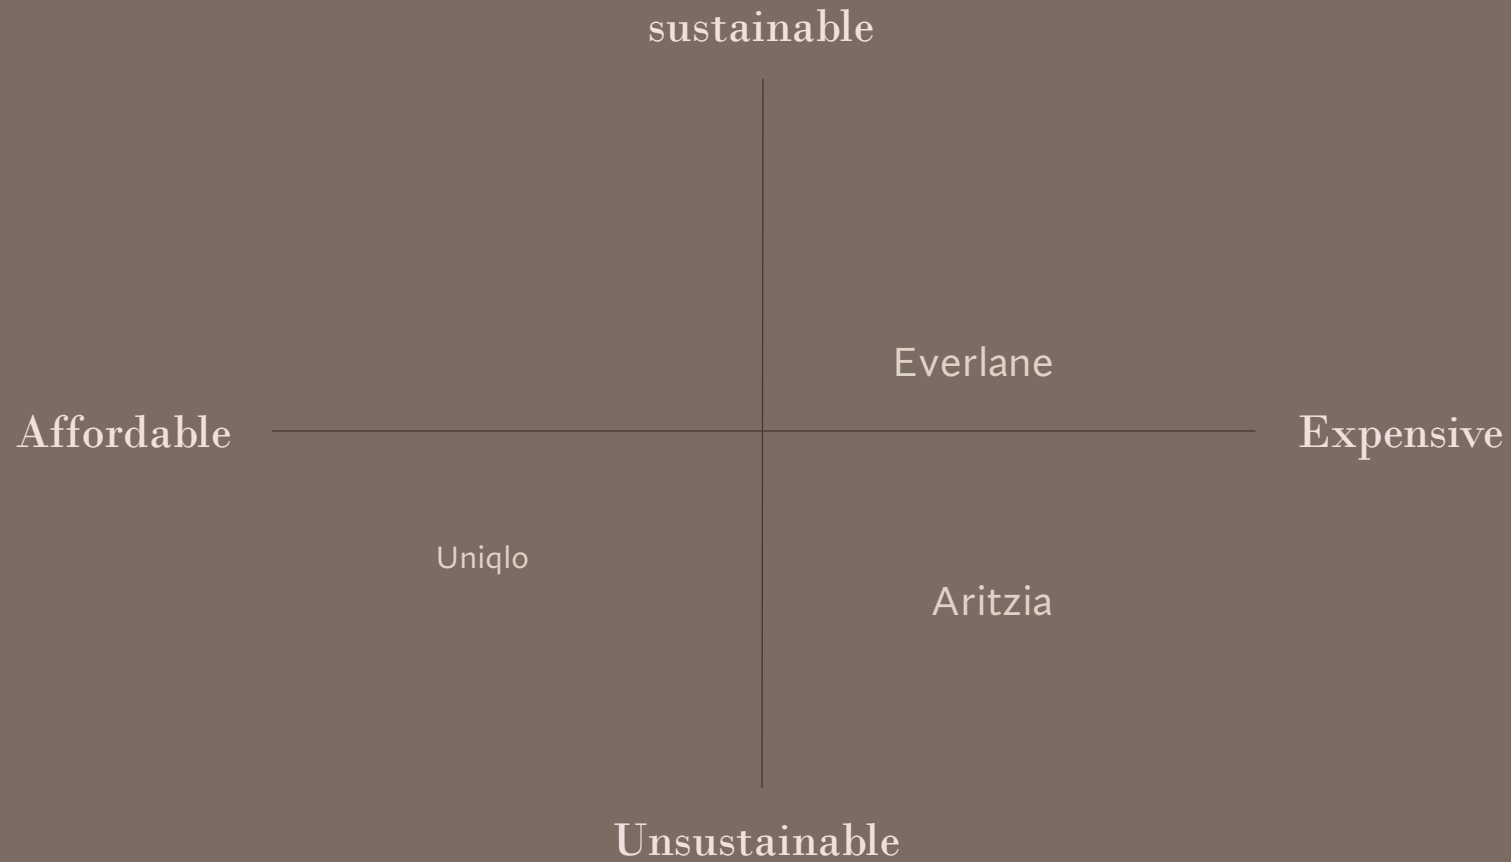 sustainable
Everlane
Affordable
Expensive
Uniqlo
Aritzia
Unsustainable